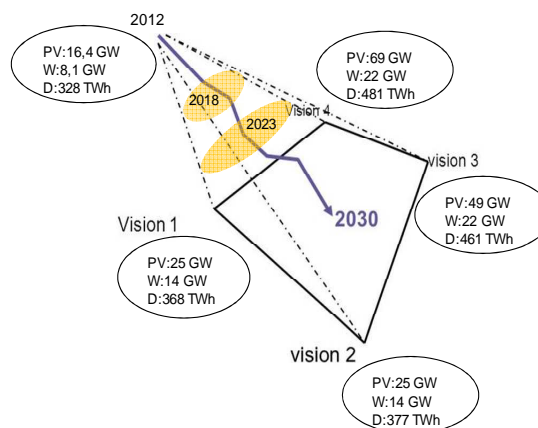 2012
PV:16,4 GW
W:8,1 GW
D:328 TWh
PV:69 GW
W:22 GW
D:481 TWh
2018
2023
Vision 4
vision 3
PV:49 GW
W:22 GW
D:461 TWh
Vision 1
2030
PV:25 GW
W:14 GW
D:368 TWh
vision 2
PV:25 GW
W:14 GW
D:377 TWh